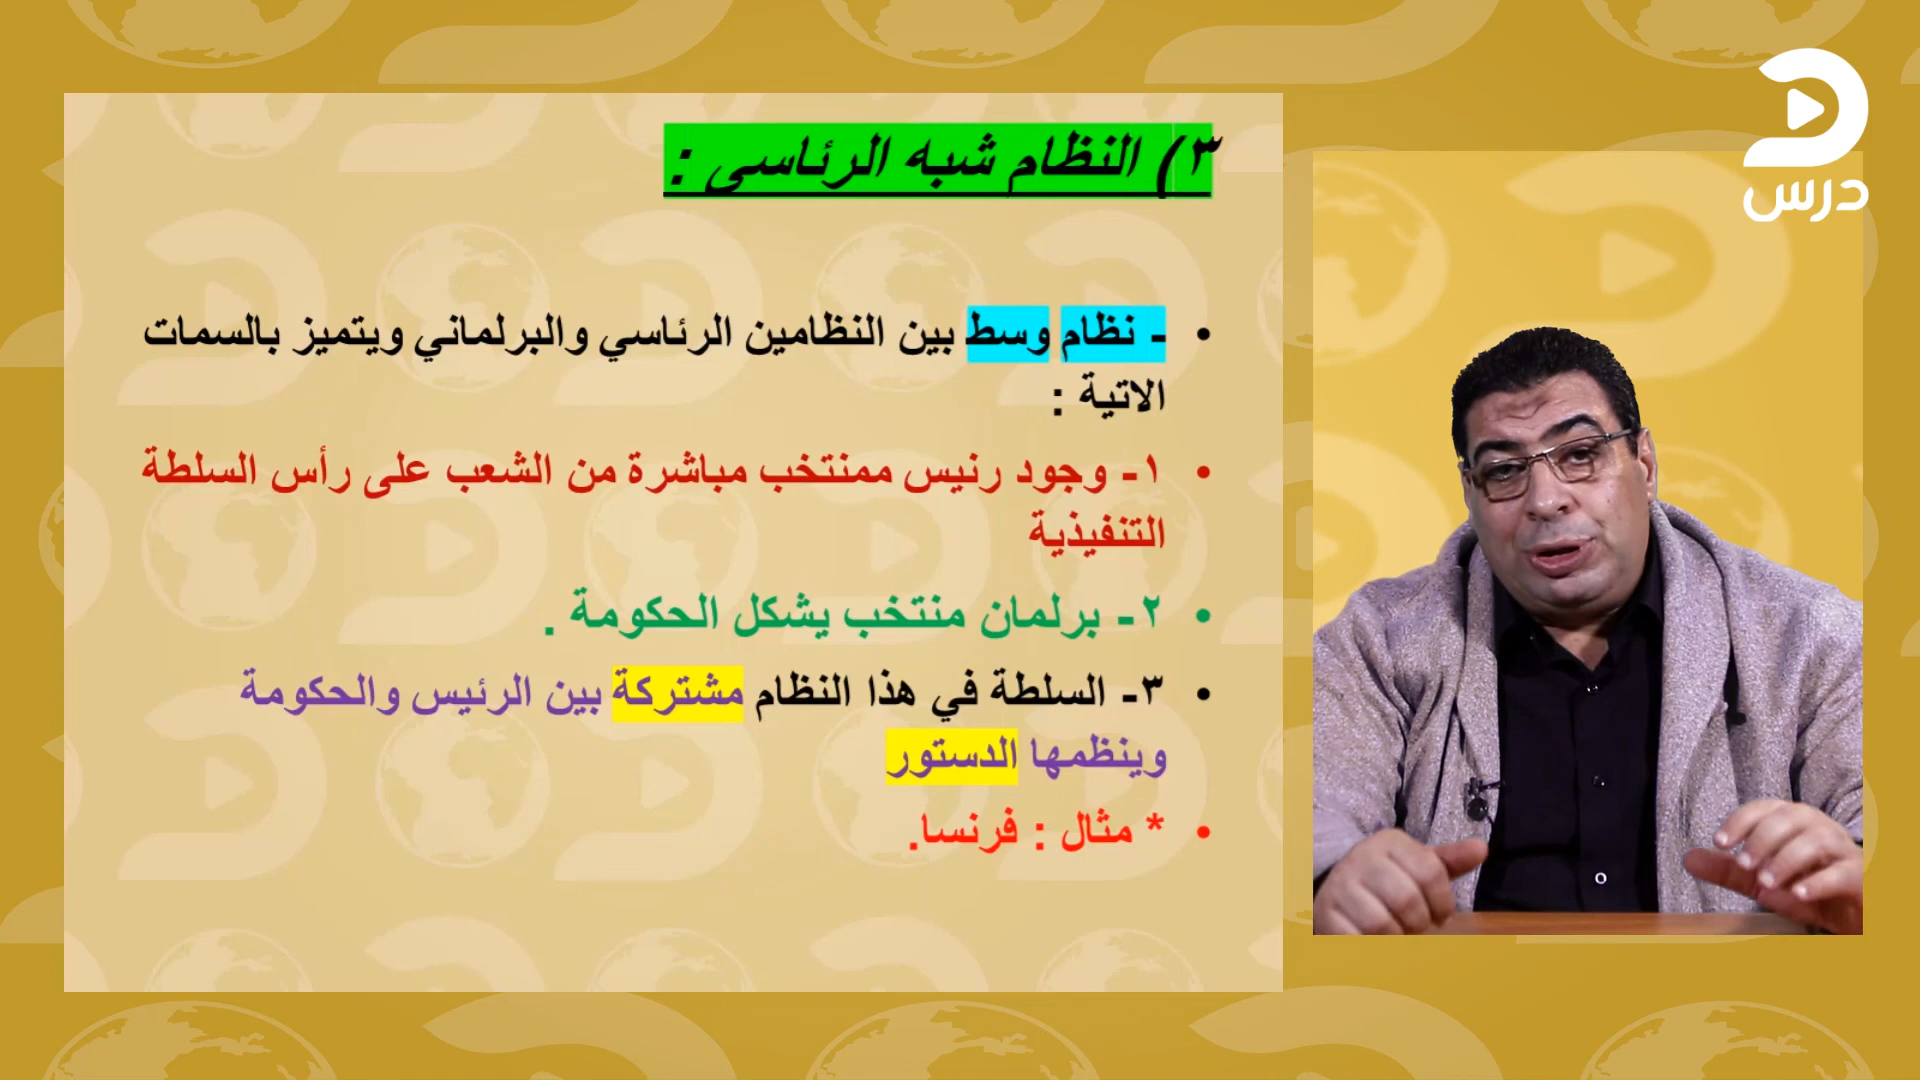 ٣) النظام شبه الرئاسي :
• - نظام وسط بين النظامين الرئاسي والبرلماني ويتميز بالسمات
الاتية :
• ١- وجود رئيس ممنتخب مباشرة من الشعب على رأس السلطة
التنفيذية
• ٢- برلمان منتخب يشكل الحكومة .
• ٣- السلطة في هذا النظام مشتركة بين الرئيس والحكومة
وينظمها الدستور
• * مثال : فرنسا.
درس